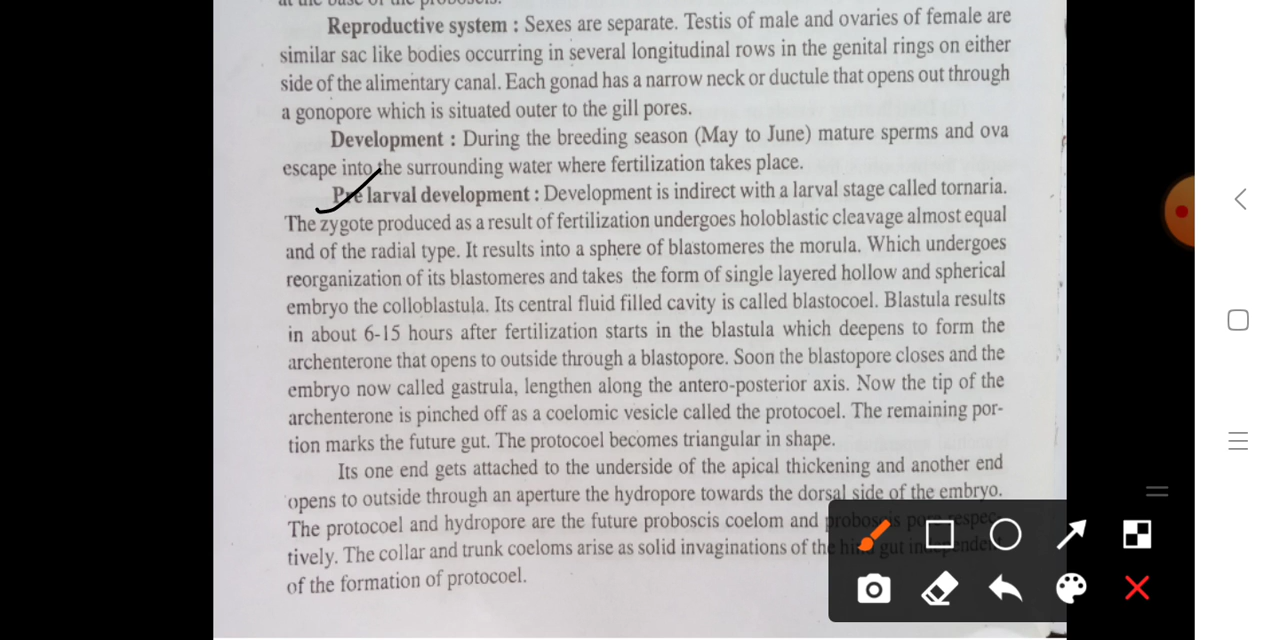 at the base of the proboscis.
Reproductive system : Sexes are separate. Testis of male and ovaries of female are
similar sac like bodies occurring in several longitudinal rows in the genital rings on either
side of the alimentary canal. Each gonad has a narrow neck or ductule that opens out through
a gonopore which is situated outer to the gill pores.
Development : During the breeding season (May to June) mature sperms and ova
escape into the surrounding water where fertilization takes place.
Pre larval development : Development is indirect with a larval stage called tornaria.
The zygote produced as a result of fertilization undergoes holoblastic cleavage almost equal
and of the radial type. It results into a sphere of blastomeres the morula. Which undergoes
reorganization of its blastomeres and takes the form of single layered hollow and spherical
embryo the colloblastula. Its central fluid filled cavity is called blastocoel. Blastula results
in about 6-15 hours after fertilization starts in the blastula which deepens to form the
archenterone that opens to outside through a blastopore. Soon the blastopore closes and the
embryo now called gastrula, lengthen along the antero-posterior axis. Now the tip of the
archenterone is pinched off as a coelomic vesicle called the protocoel. The remaining por-
tion marks the future gut. The protocoel becomes triangular in shape.
Its one end gets attached to the underside of the apical thickening and another end
opens to outside through an aperture the hydropore towards the dorsal side of the embryo.
The protocoel and hydropore are the future proboscis coelom and proboscis pore respec-
tively. The collar and trunk coeloms arise as solid invaginations of the hind gut independent
of the formation of protocoel.